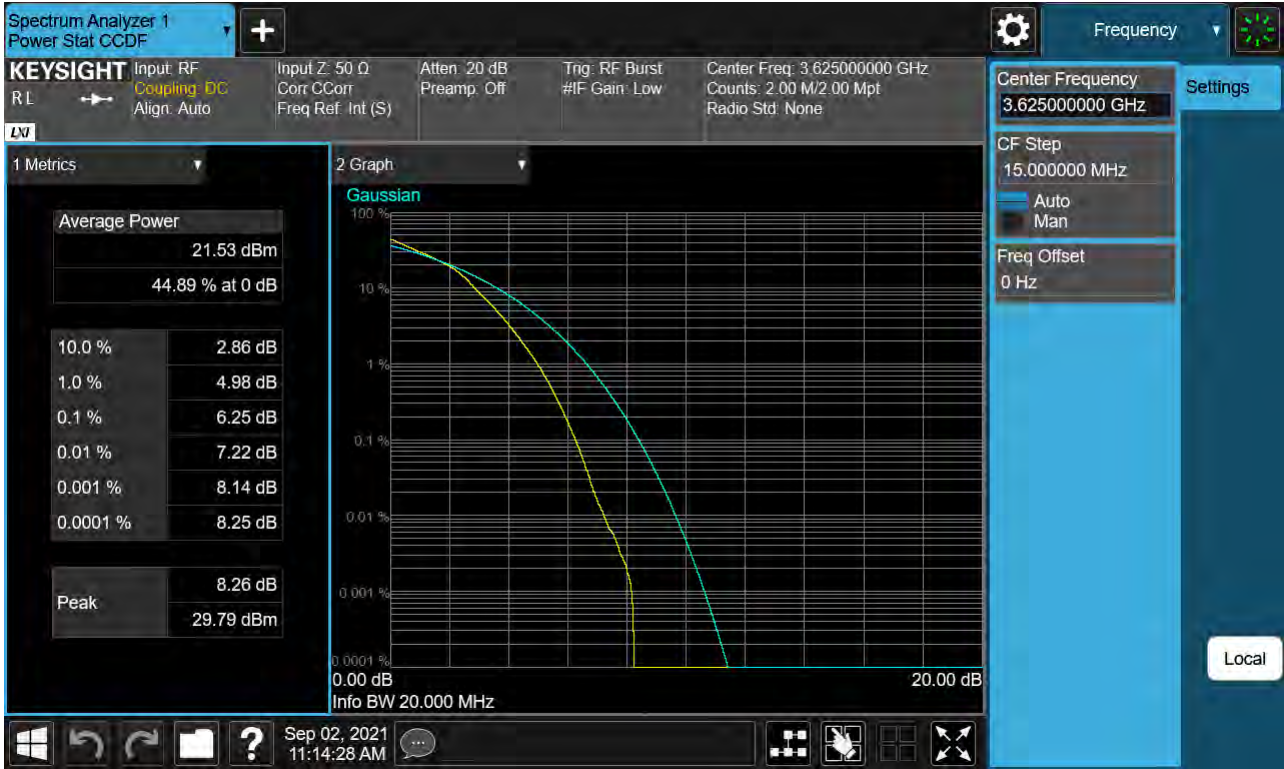 Spectrum Analyzer 1
Power Stat CCDF
+
Frequency
KEYSIGHT
RL
LXI
Input: RF
Coupling: DC
Align: Auto
Input Z: 50 Ω
Corr CCorr
Freq Ref: Int (S)
Atten: 20 dB
Preamp: Off
Trig: RF Burst
#IF Gain: Low
Center Freq: 3.625000000 GHz
Counts: 2.00 M/2.00 Mpt
Radio Std: None
Center Frequency
3.625000000 GHz
Settings
CF Step
15.000000 MHz
Auto
Man
Freq Offset
0 Hz
1 Metrics
Average Power
21.53 dBm
44.89 % at 0 dB
10.0 % 2.86 dB
1.0 % 4.98 dB
0.1 % 6.25 dB
0.01 % 7.22 dB
0.001 % 8.14 dB
0.0001 % 8.25 dB
Peak
8.26 dB
29.79 dBm
2 Graph
Gaussian
100 %
10 %
1 %
0.1 %
0.01 %
0.001 %
0.0001 %
0.00 dB 20.00 dB
Info BW 20.000 MHz
Local
?
Sep 02, 2021
11:14:28 AM